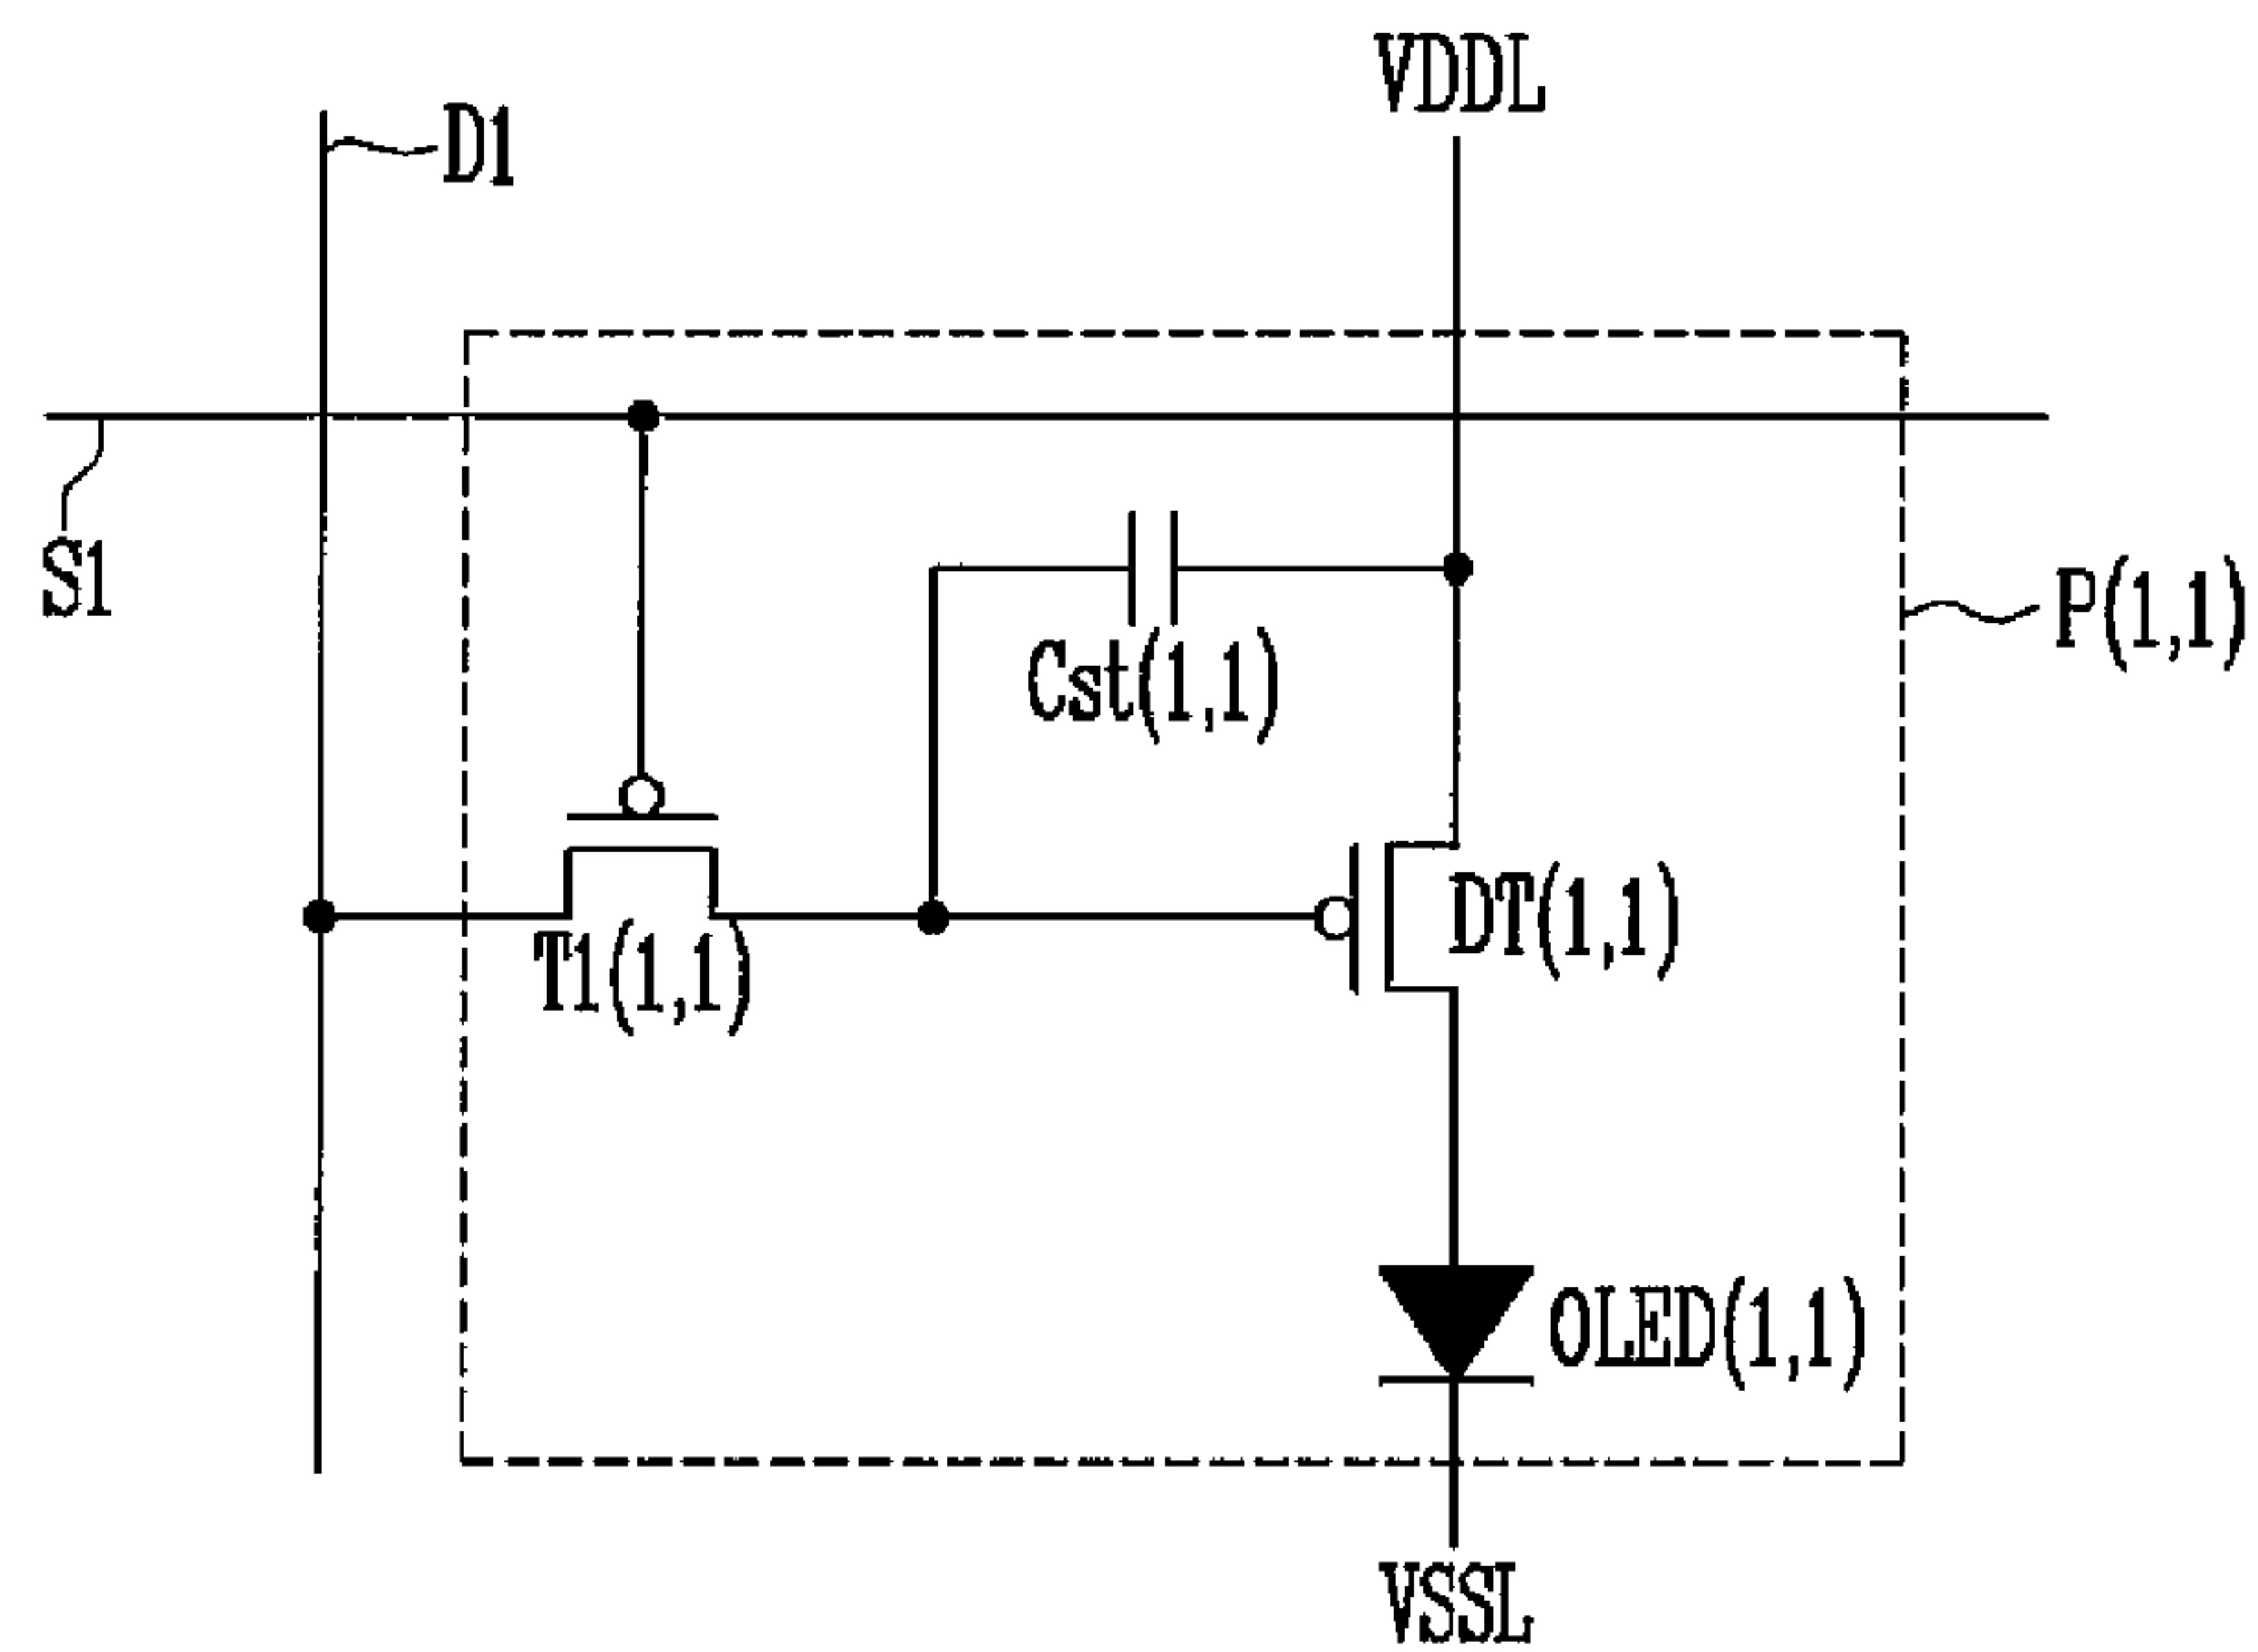 VDDL
D1
S1
P(1,1)
Cst(1,1)
DT(1,1)
T1(1,1)
OLED(1,1)
VSSL